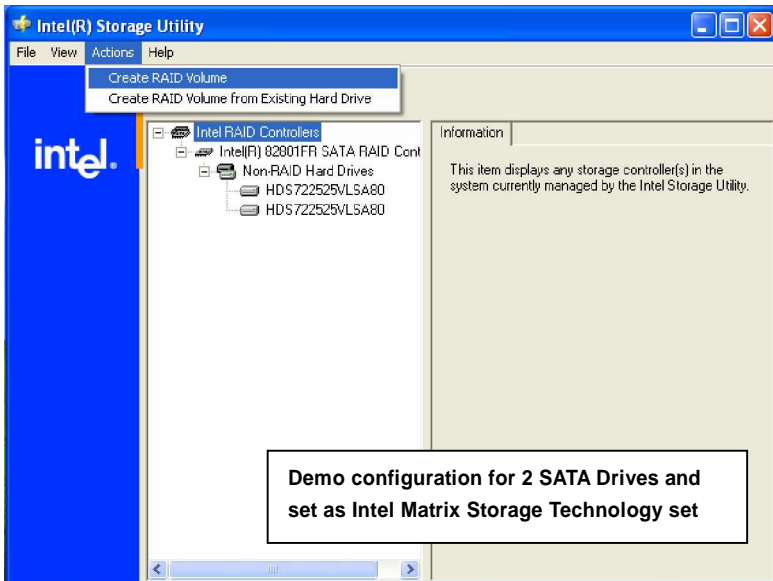 Intel(R) Storage Utility
File View Actions Help
Create RAID Volume
Create RAID Volume from Existing Hard Drive
intel.
Intel RAID Controllers
Intel(R) 82801FR SATA RAID Cont
Non-RAID Hard Drives
HDS722525VLSA80
HDS722525VLSA80
Information
This item displays any storage controller(s) in the
system currently managed by the Intel Storage Utility.
Demo configuration for 2 SATA Drives and
set as Intel Matrix Storage Technology set